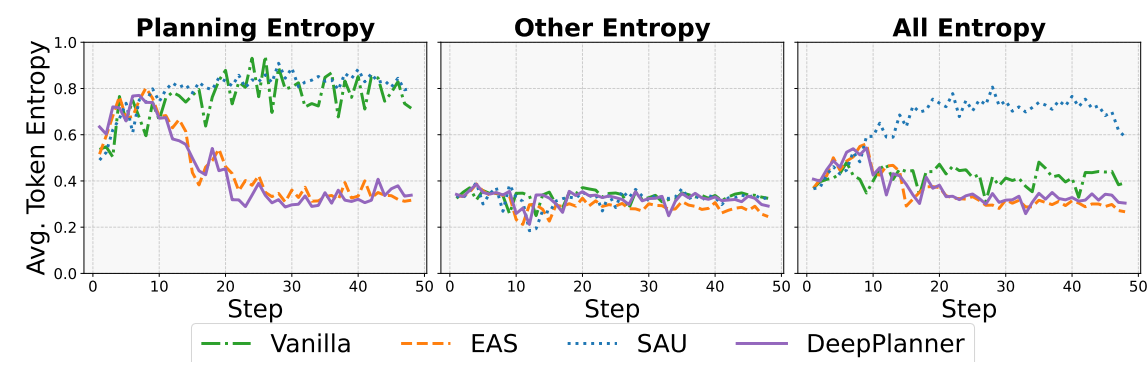 Planning Entropy Other Entropy All Entropy
Avg. Token Entropy
1.0
0.8
0.6
0.4
0.2
0.0
0 10 20 30 40 50 0 10 20 30 40 50 0 10 20 30 40 50
Step Step Step
Vanilla EAS SAU DeepPlanner